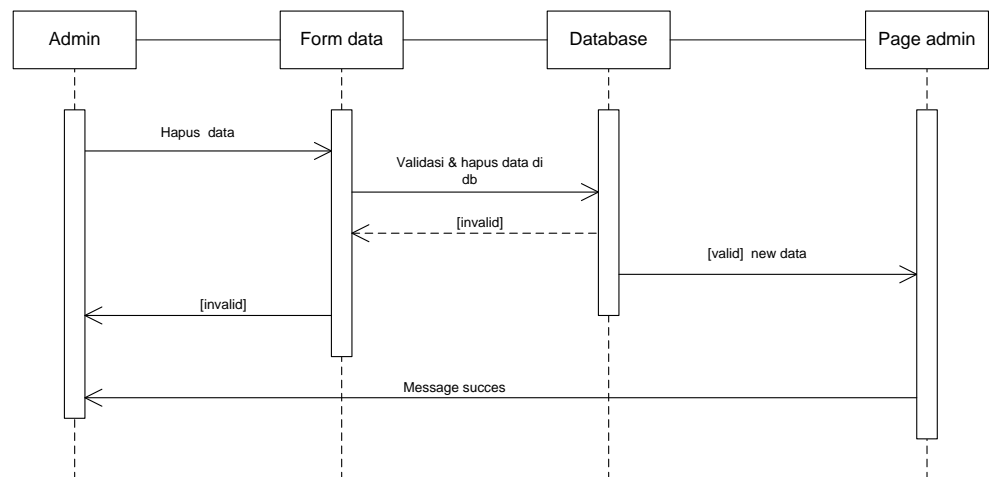 Admin
Form data
Database
Page admin
Hapus data
Validasi & hapus data di
db
[invalid]
[valid] new data
[invalid]
Message succes